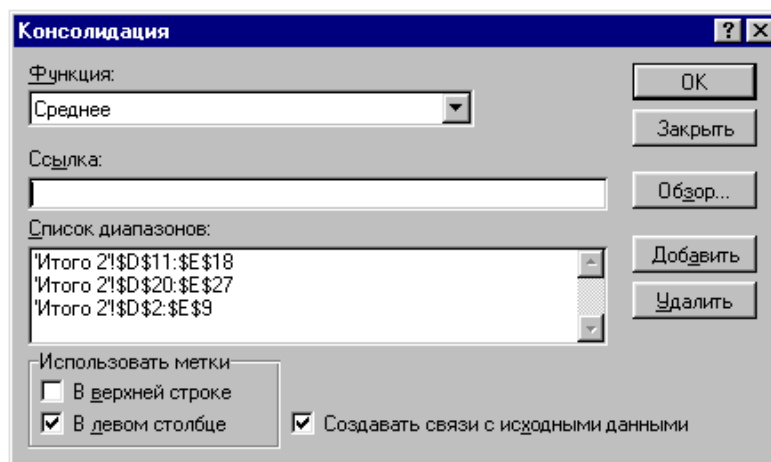 Консолидация
Функция:
Среднее
OK
Закрыть
Ссылка:
Обзор...
Список диапазонов:
'Итого 2'!$D$11:$E$18
'Итого 2'!$D$20:$E$27
'Итого 2'!$D$2:$E$9
Добавить
Удалить
Использовать метки
В верхней строке
В левом столбце
Создавать связи с исходными данными